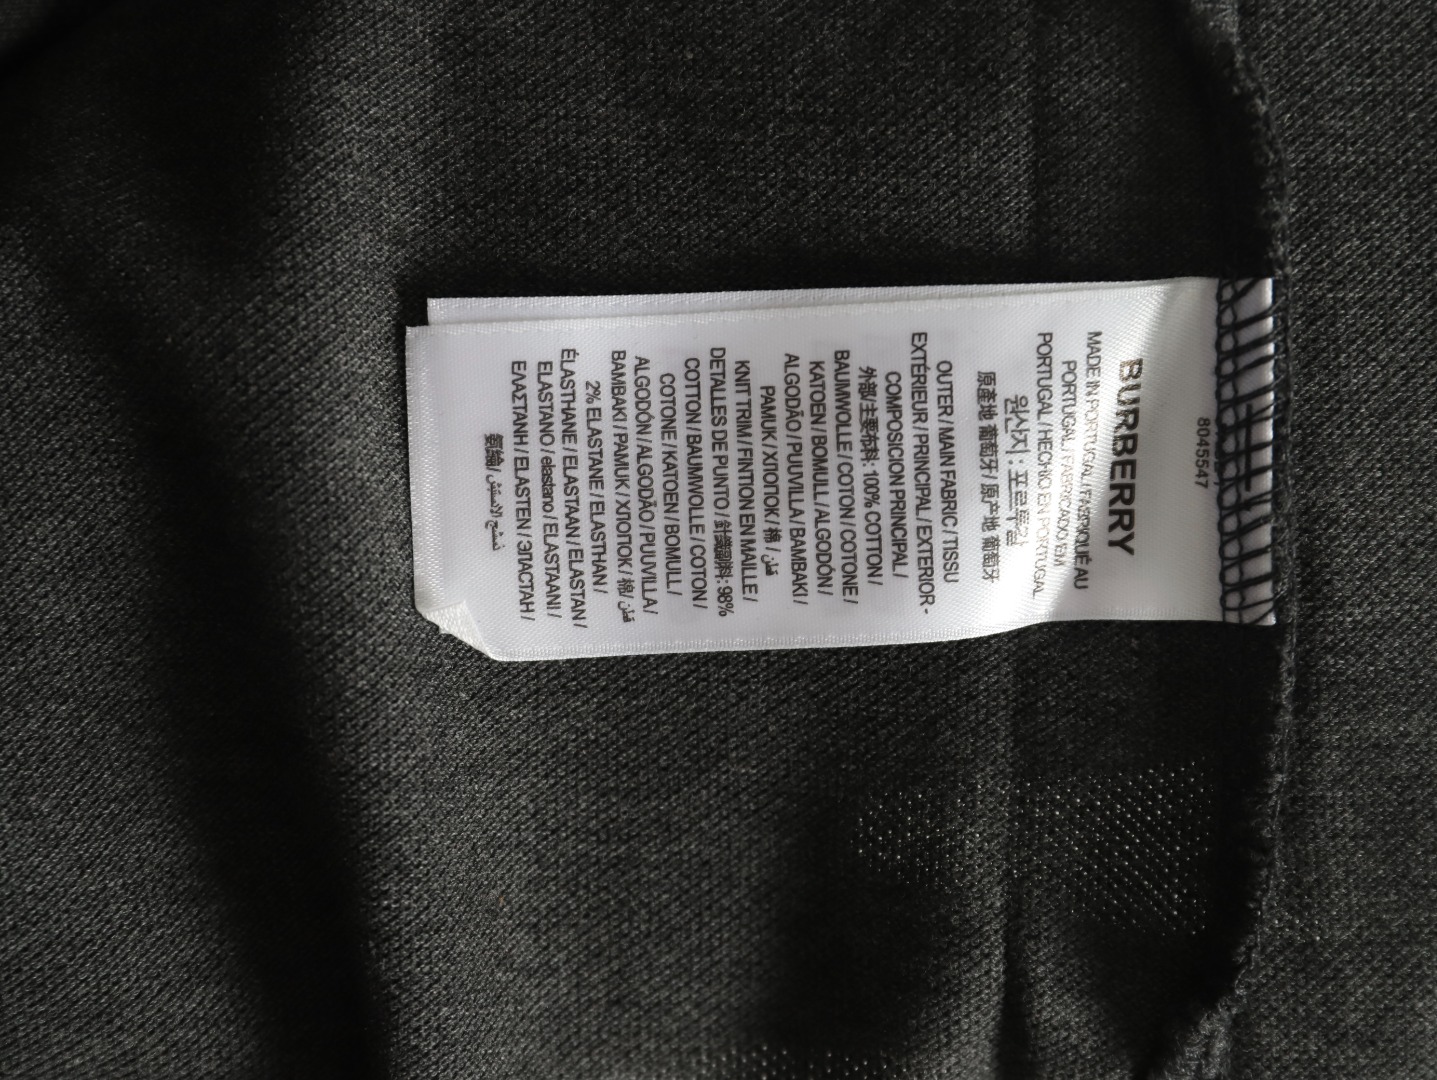 8045547
BURBERRY
MADE IN PORTUGAL / FABRIQUÉ AU
PORTUGAL / FABRICADO EM
PORTUGAL / HECHO EN PORTUGAL
원산지 : 포르투갈
原產地 葡萄牙 / 原产地 葡萄牙
OUTER / MAIN FABRIC / TISSU
EXTÉRIEUR / PRINCIPAL / EXTERIOR -
COMPOSICION PRINCIPAL /
外部/主要布料: 100% COTTON /
BAUMWOLLE / COTON / COTONE /
KATOEN / BOMULL / ALGODÓN /
ALGODÃO / PUUVILLA / BAMBAKI /
PAMUK / ХЛОПОК / 棉 / قطن
KNIT TRIM / FINITION EN MAILLE /
DETALLES DE PUNTO / 針織副料: 98%
COTTON / BAUMWOLLE / COTON /
COTONE / KATOEN / BOMULL /
ALGODÓN / ALGODÃO / PUUVILLA /
BAMBAKI / PAMUK / ХЛОПОК / 棉/ قطن
2% ELASTANE / ELASTHAN /
ÉLASTHANE / ELASTAAN / ELASTAN /
ELASTANO / elastano / ELASTAANI /
ΕΛΑΣΤΑΝΗ / ELASTEN / ЭЛАСТАН /
氨綸 /